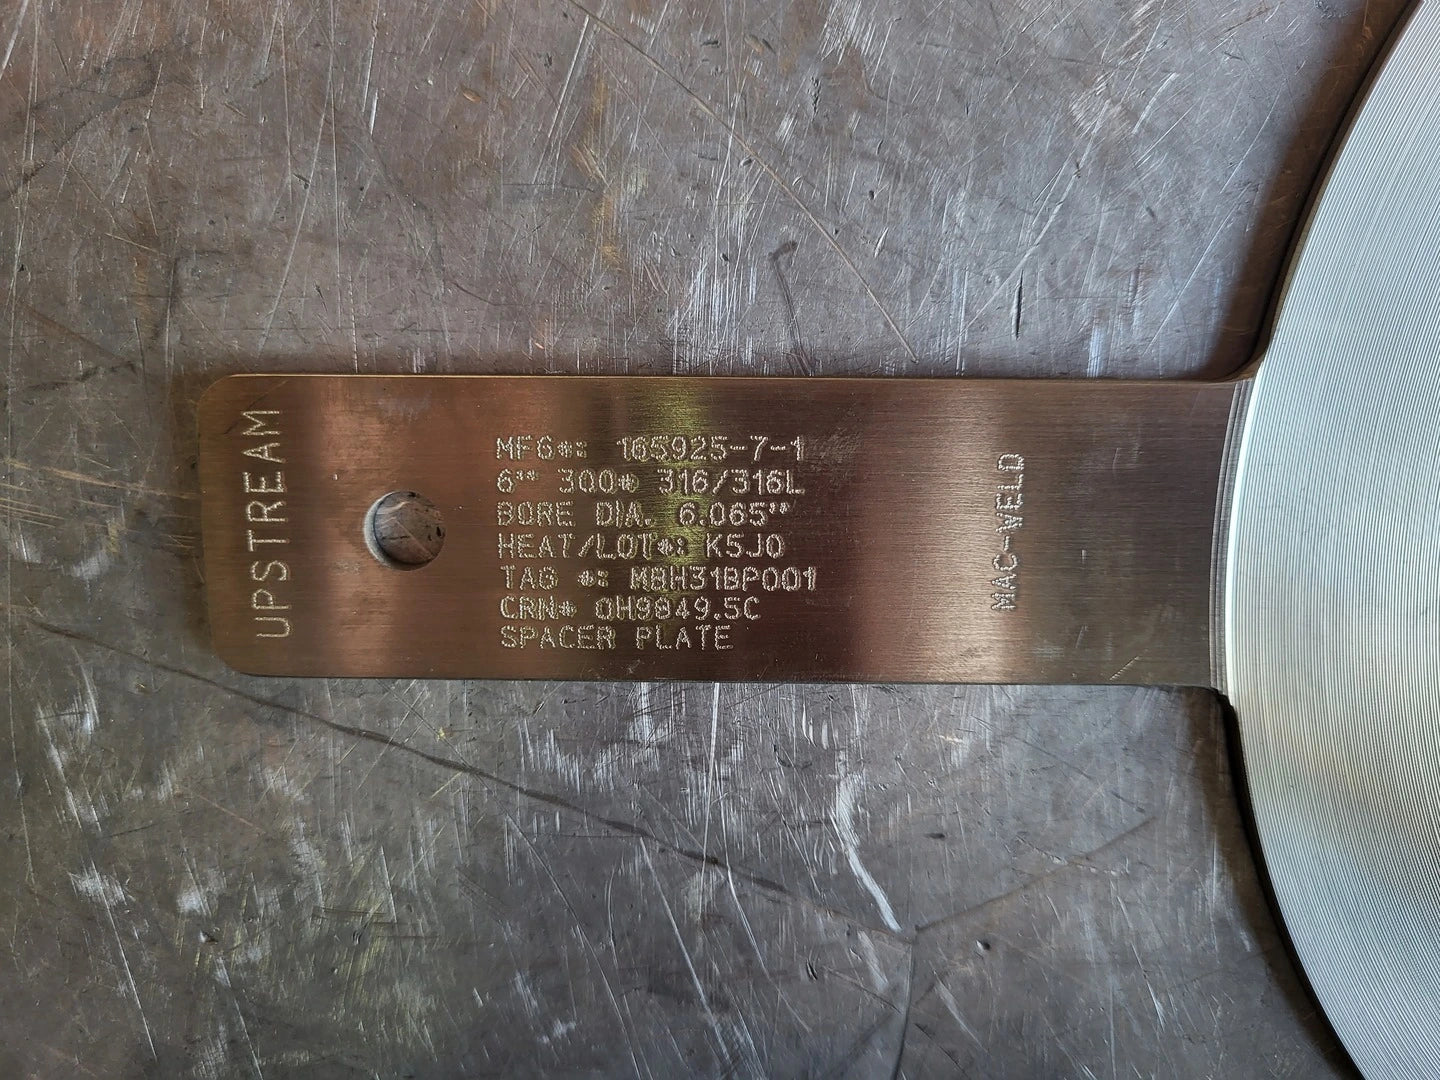 UPSTREAM
MFG#: 165925-7-1
6" 300# 316/316L
BORE DIA. 6.065"
HEAT/LOT#: K5J0
TAG #: MBH31BP001
CRN# 0H9849.5C
SPACER PLATE
MAC-WELD